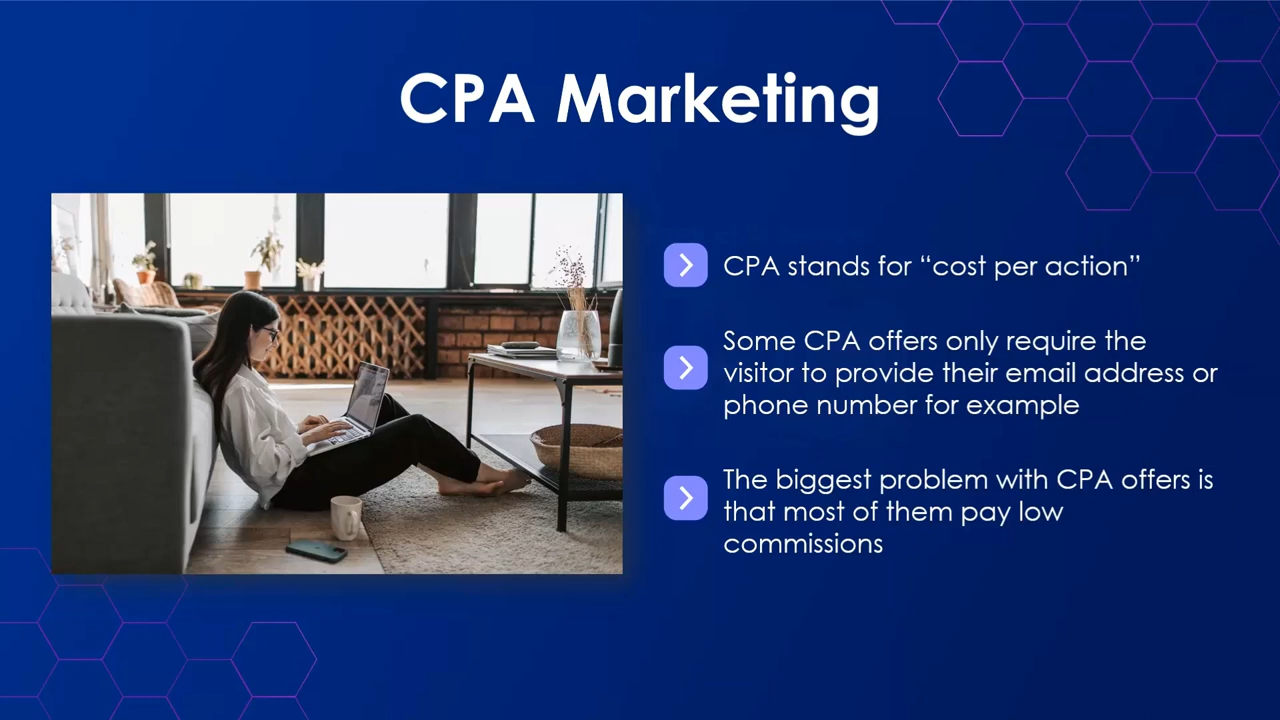 CPA Marketing
CPA stands for “cost per action”
Some CPA offers only require the
visitor to provide their email address or
phone number for example
The biggest problem with CPA offers is
that most of them pay low
commissions